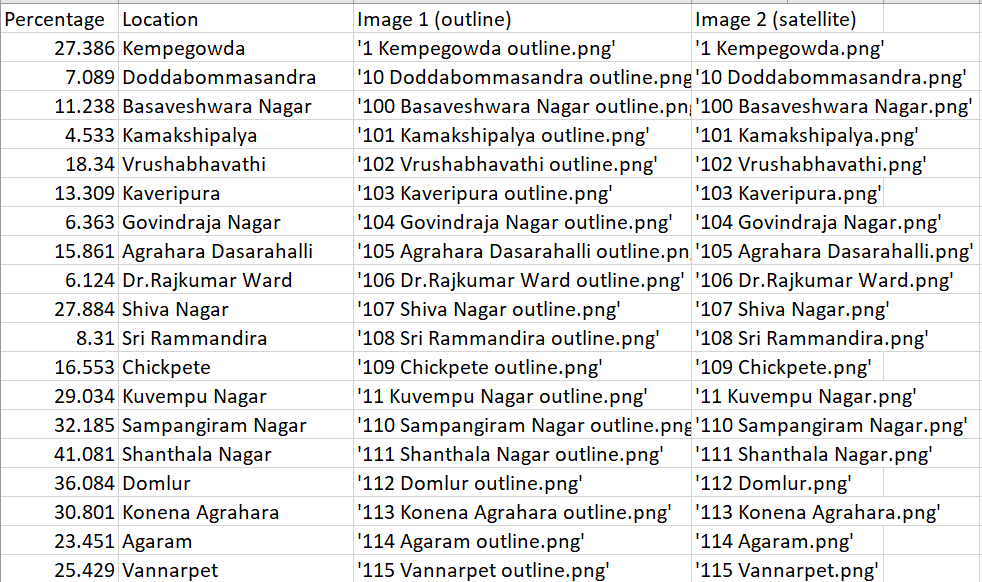 Percentage Location Image 1 (outline) Image 2 (satellite)
27.386 Kempegowda '1 Kempegowda outline.png' '1 Kempegowda.png'
7.089 Doddabommasandra '10 Doddabommasandra outline.png '10 Doddabommasandra.png'
11.238 Basaveshwara Nagar '100 Basaveshwara Nagar outline.png '100 Basaveshwara Nagar.png'
4.533 Kamakshipalya '101 Kamakshipalya outline.png' '101 Kamakshipalya.png'
18.34 Vrushabhavathi '102 Vrushabhavathi outline.png' '102 Vrushabhavathi.png'
13.309 Kaveripura '103 Kaveripura outline.png' '103 Kaveripura.png'
6.363 Govindraja Nagar '104 Govindraja Nagar outline.png' '104 Govindraja Nagar.png'
15.861 Agrahara Dasarahalli '105 Agrahara Dasarahalli outline.pn '105 Agrahara Dasarahalli.png'
6.124 Dr.Rajkumar Ward '106 Dr.Rajkumar Ward outline.png' '106 Dr.Rajkumar Ward.png'
27.884 Shiva Nagar '107 Shiva Nagar outline.png' '107 Shiva Nagar.png'
8.31 Sri Rammandira '108 Sri Rammandira outline.png' '108 Sri Rammandira.png'
16.553 Chickpete '109 Chickpete outline.png' '109 Chickpete.png'
29.034 Kuvempu Nagar '11 Kuvempu Nagar outline.png' '11 Kuvempu Nagar.png'
32.185 Sampangiram Nagar '110 Sampangiram Nagar outline.png '110 Sampangiram Nagar.png'
41.081 Shanthala Nagar '111 Shanthala Nagar outline.png' '111 Shanthala Nagar.png'
36.084 Domlur '112 Domlur outline.png' '112 Domlur.png'
30.801 Konena Agrahara '113 Konena Agrahara outline.png' '113 Konena Agrahara.png'
23.451 Agaram '114 Agaram outline.png' '114 Agaram.png'
25.429 Vannarpet '115 Vannarpet outline.png' '115 Vannarpet.png'